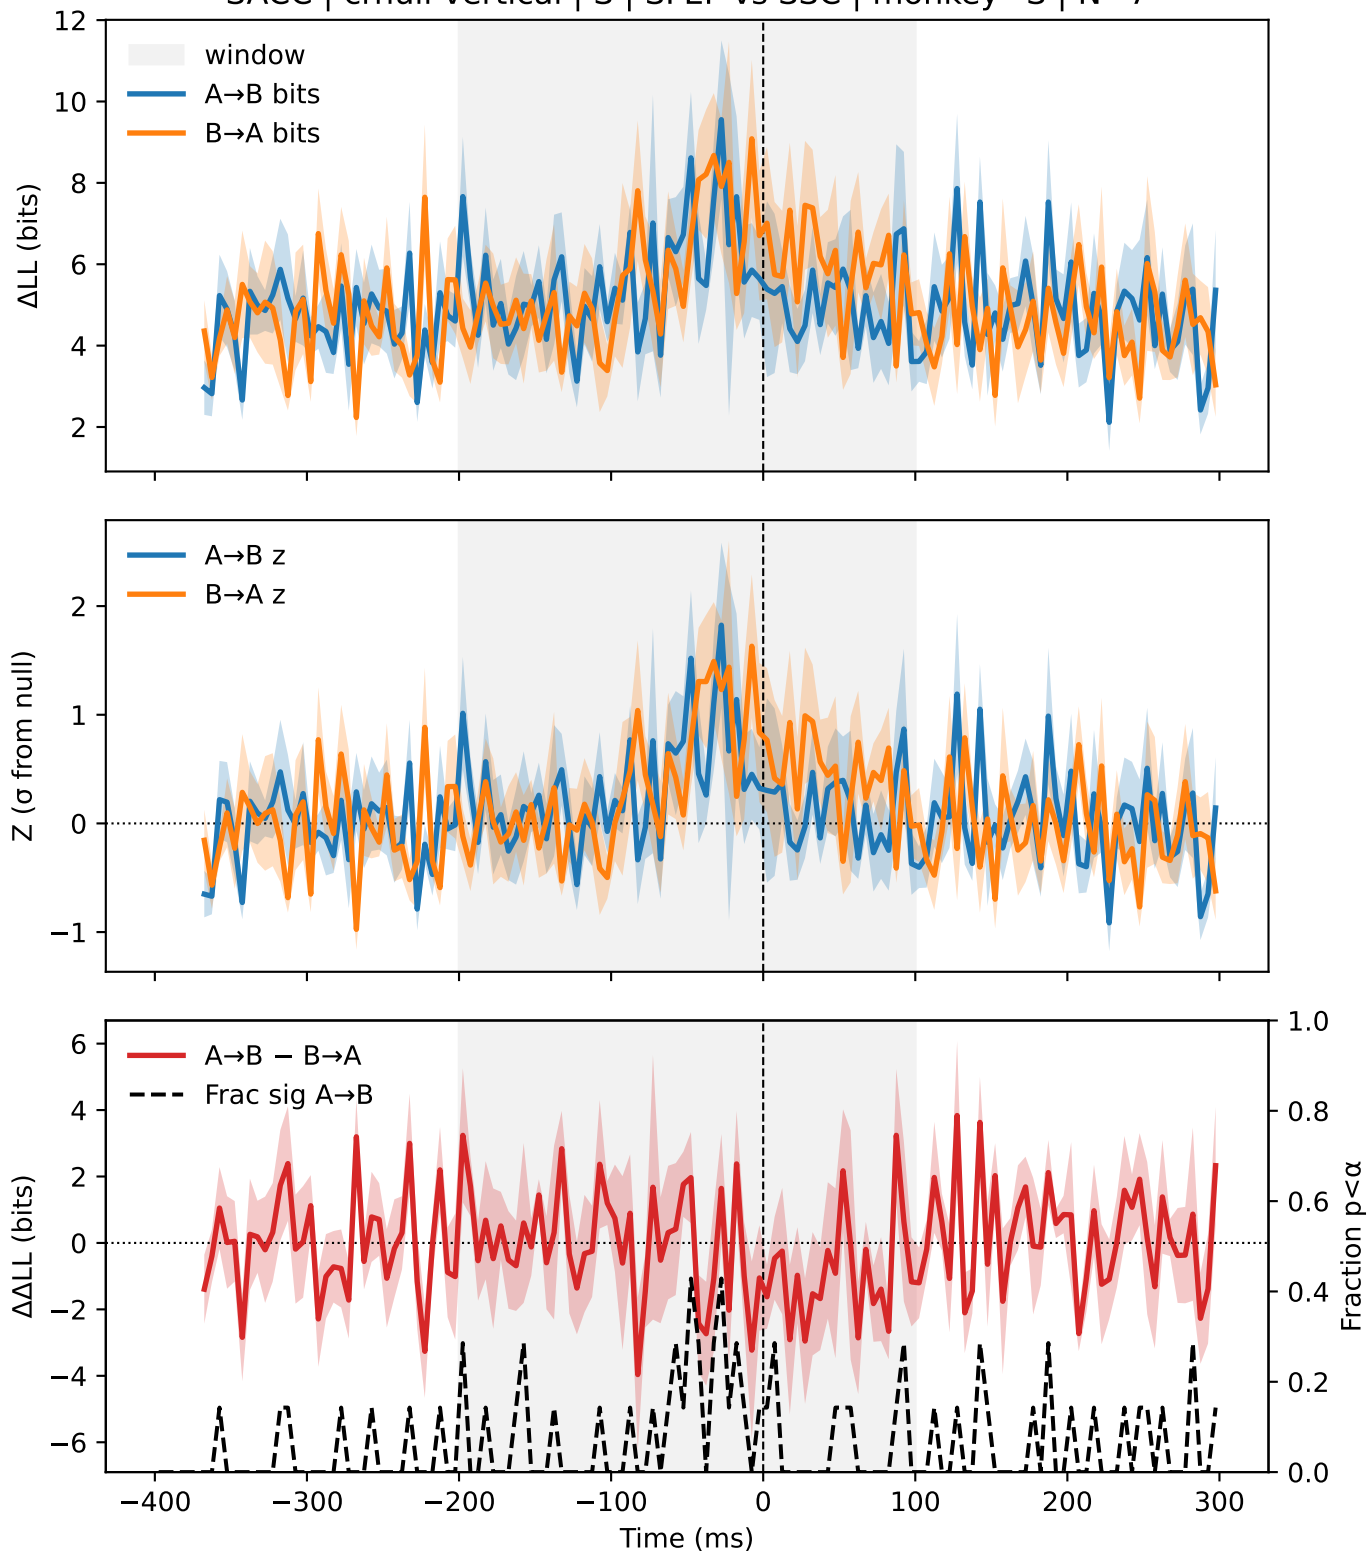 window
A→B bits
B→A bits
ΔLL (bits)
12
10
8
6
4
2
A→B z
B→A z
Z (σ from null)
2
1
0
−1
A→B − B→A
Frac sig A→B
ΔΔLL (bits)
6
4
2
0
−2
−4
−6
1.0
0.8
0.6
0.4
0.2
0.0
Fraction p<α
−400 −300 −200 −100 0 100 200 300
Time (ms)